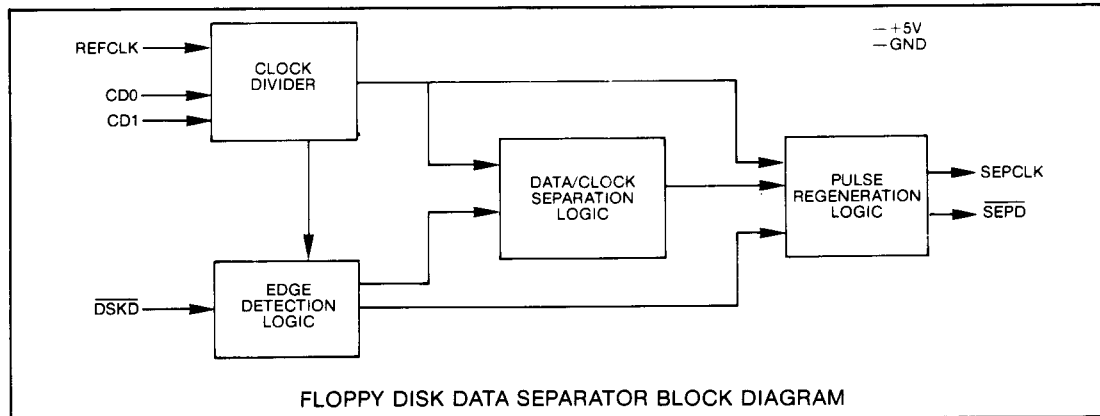 REFCLK
CD0
CD1
CLOCK
DIVIDER
—+5V
—GND
DATA/CLOCK
SEPARATION
LOGIC
PULSE
REGENERATION
LOGIC
SEPCLK
SEPD
DSKD
EDGE
DETECTION
LOGIC
FLOPPY DISK DATA SEPARATOR BLOCK DIAGRAM